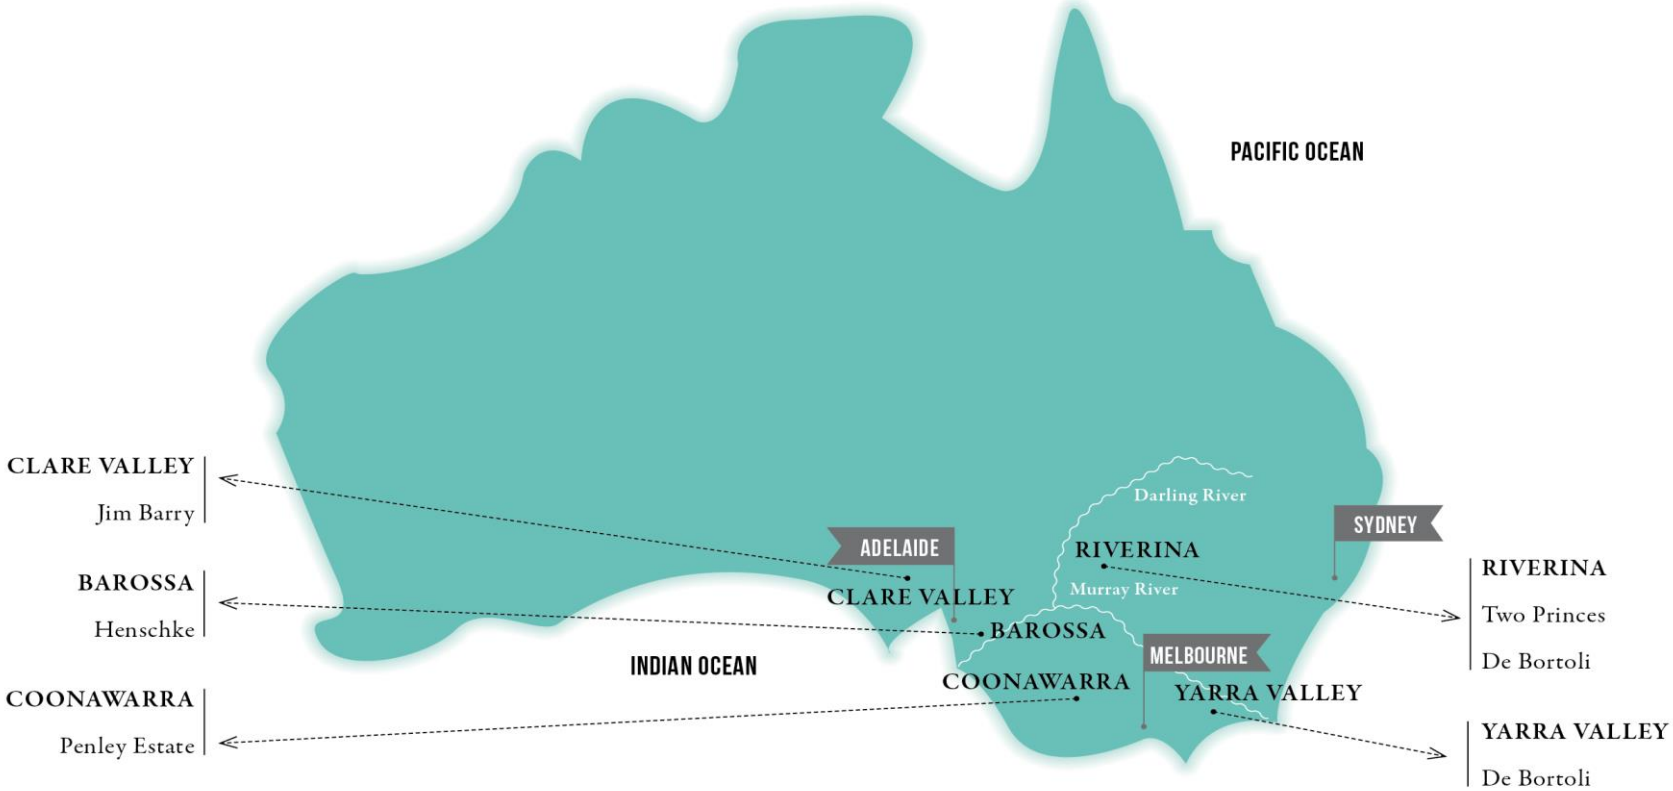 PACIFIC OCEAN
CLARE VALLEY
Jim Barry
BAROSSA
Henschke
COONAWARRA
Penley Estate
Darling River
SYDNEY
ADELAIDE
RIVERINA
Murray River
CLARE VALLEY
BAROSSA
MELBOURNE
INDIAN OCEAN
COONAWARRA
YARRA VALLEY
RIVERINA
Two Princes
De Bortoli
YARRA VALLEY
De Bortoli